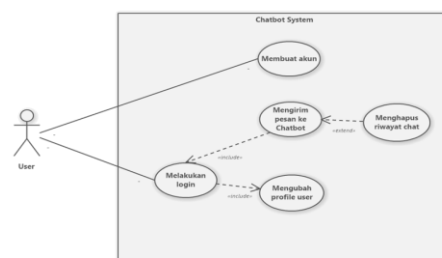 Chatbot System
Membuat akun
Mengirim
pesan ke
Chatbot
Menghapus
riwayat chat
«extend»
User
«include»
Melakukan
login
Mengubah
profile user
«include»